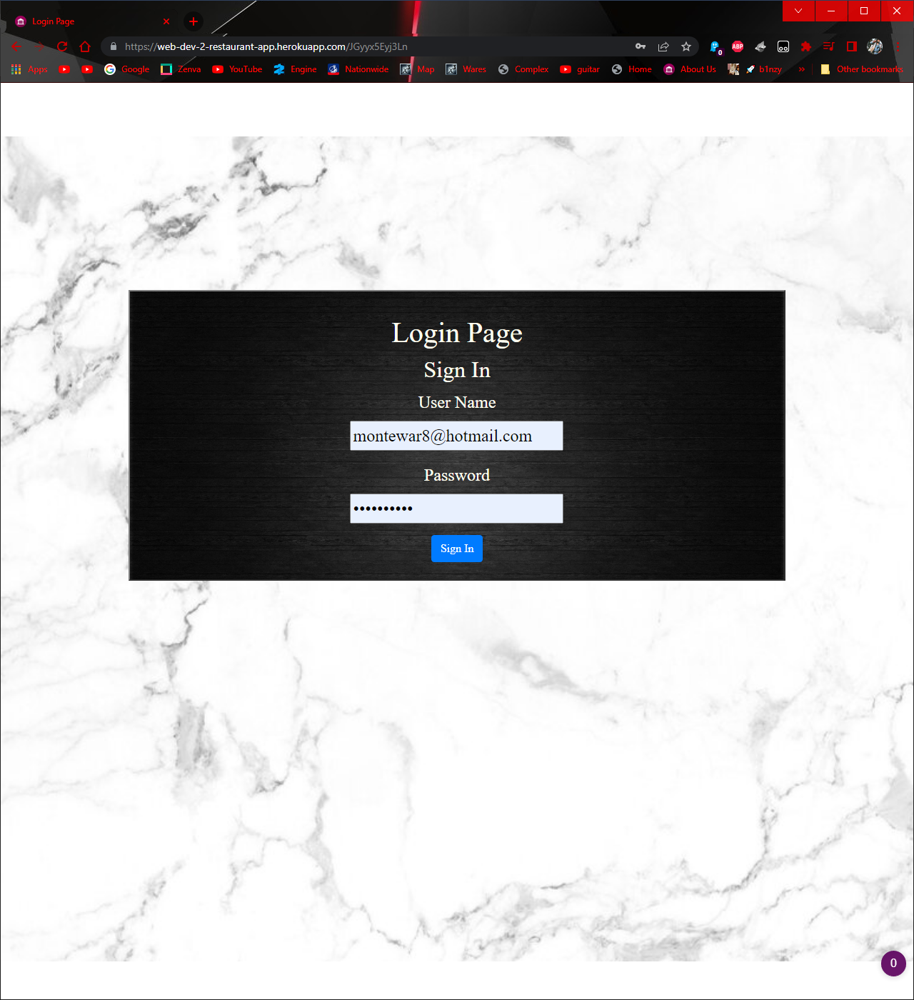 Login Page
https://web-dev-2-restaurant-app.herokuapp.com/JGyyx5Eyj3Ln
0
ABP
Apps Google Zenva YouTube Engine Nationwide Map Wares Complex guitar Home About Us b1nzy » Other bookmarks
Login Page
Sign In
User Name
montewar8@hotmail.com
Password
••••••••••
Sign In
0